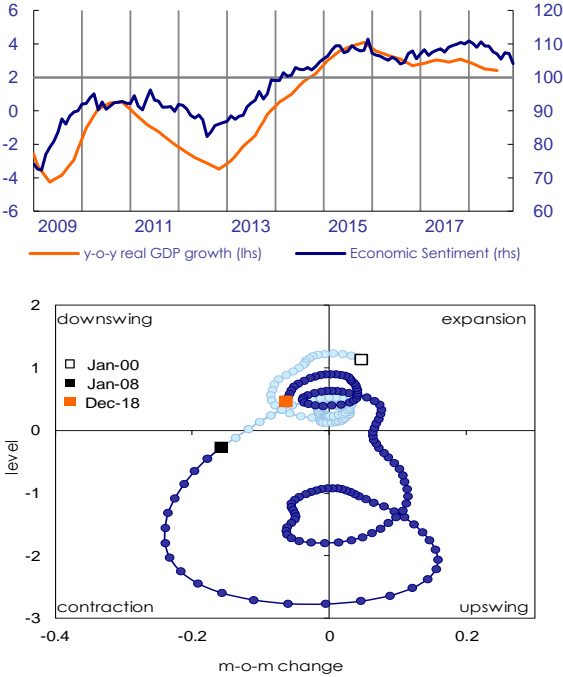 6 120
4 110
2 100
0 90
-2 80
-4 70
-6 60
2009 2011 2013 2015 2017
y-o-y real GDP growth (lhs) Economic Sentiment (rhs)
2
downswing expansion
1
Jan-00
Jan-08
Dec-18
0
level
-1
-2
contraction upswing
-3
-0.4 -0.2 0 0.2
m-o-m change